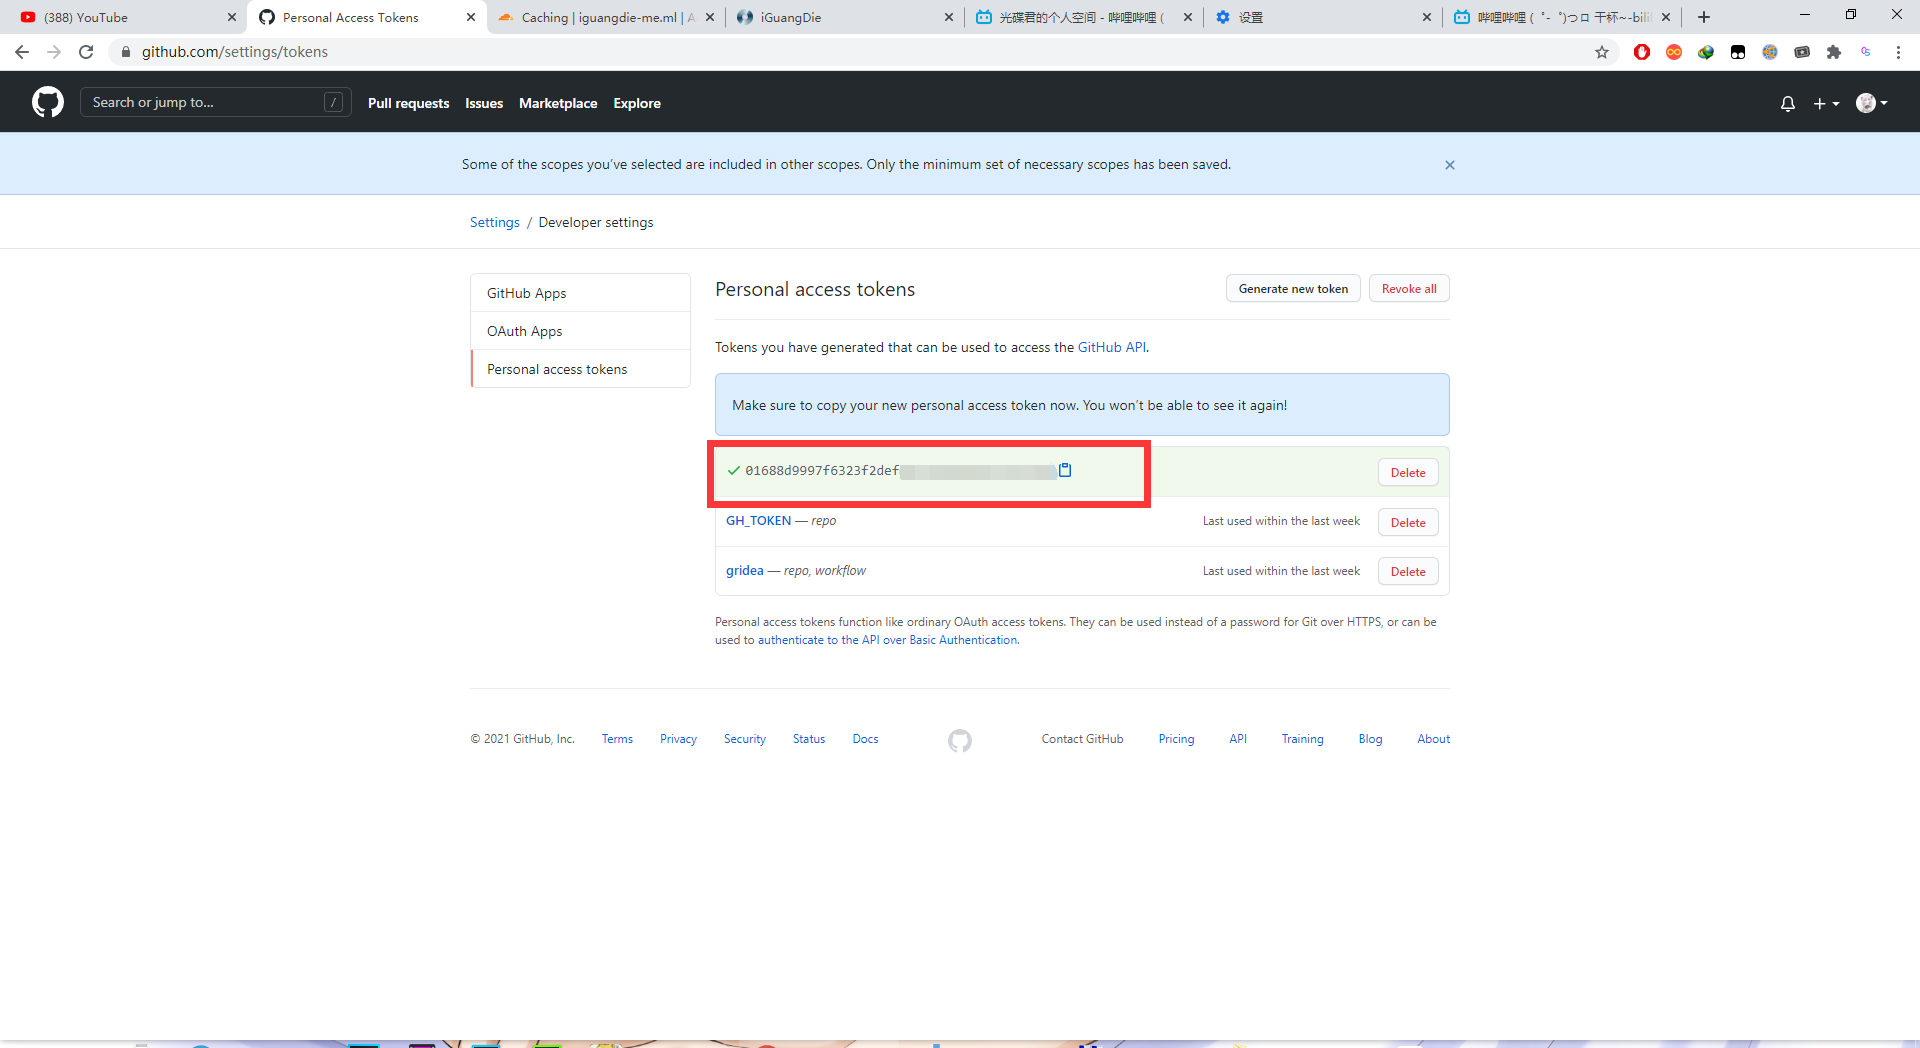 (388) YouTube
Personal Access Tokens
Caching | iguangdie-me.ml | A
iGuangDie
光碟君的个人空间 - 哔哩哔哩 (
设置
哔哩哔哩 ( ゜- ゜)つロ 干杯~-bili
github.com/settings/tokens
Search or jump to...
/
Pull requests
Issues
Marketplace
Explore
Some of the scopes you've selected are included in other scopes. Only the minimum set of necessary scopes has been saved.
Settings / Developer settings
GitHub Apps
OAuth Apps
Personal access tokens
Personal access tokens
Generate new token
Revoke all
Tokens you have generated that can be used to access the GitHub API.
Make sure to copy your new personal access token now. You won't be able to see it again!
01688d9997f6323f2def
Delete
GH_TOKEN — repo
Last used within the last week
Delete
gridea — repo, workflow
Last used within the last week
Delete
Personal access tokens function like ordinary OAuth access tokens. They can be used instead of a password for Git over HTTPS, or can be
used to authenticate to the API over Basic Authentication.
© 2021 GitHub, Inc.
Terms
Privacy
Security
Status
Docs
Contact GitHub
Pricing
API
Training
Blog
About